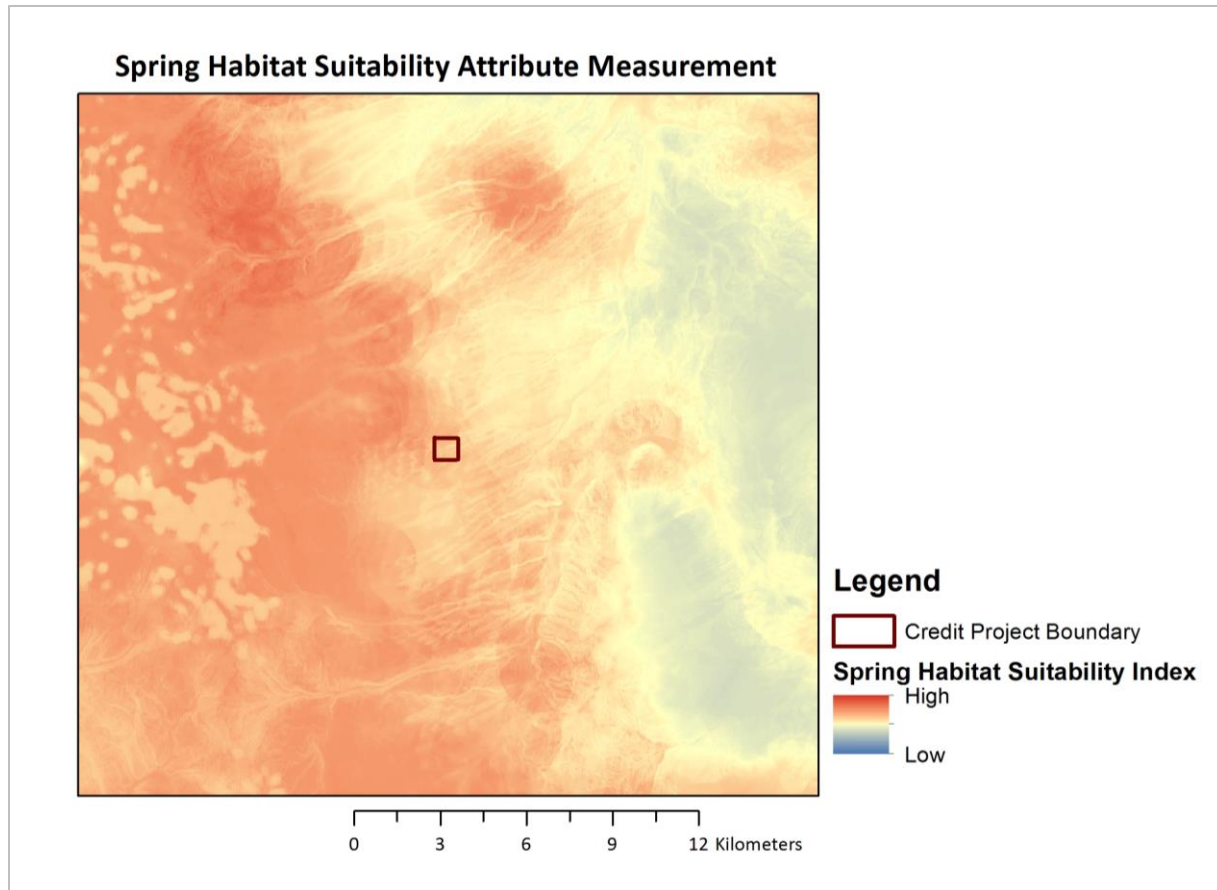 Spring Habitat Suitability Attribute Measurement
Legend
Credit Project Boundary
Spring Habitat Suitability Index
High
Low
0 3 6 9 12 Kilometers